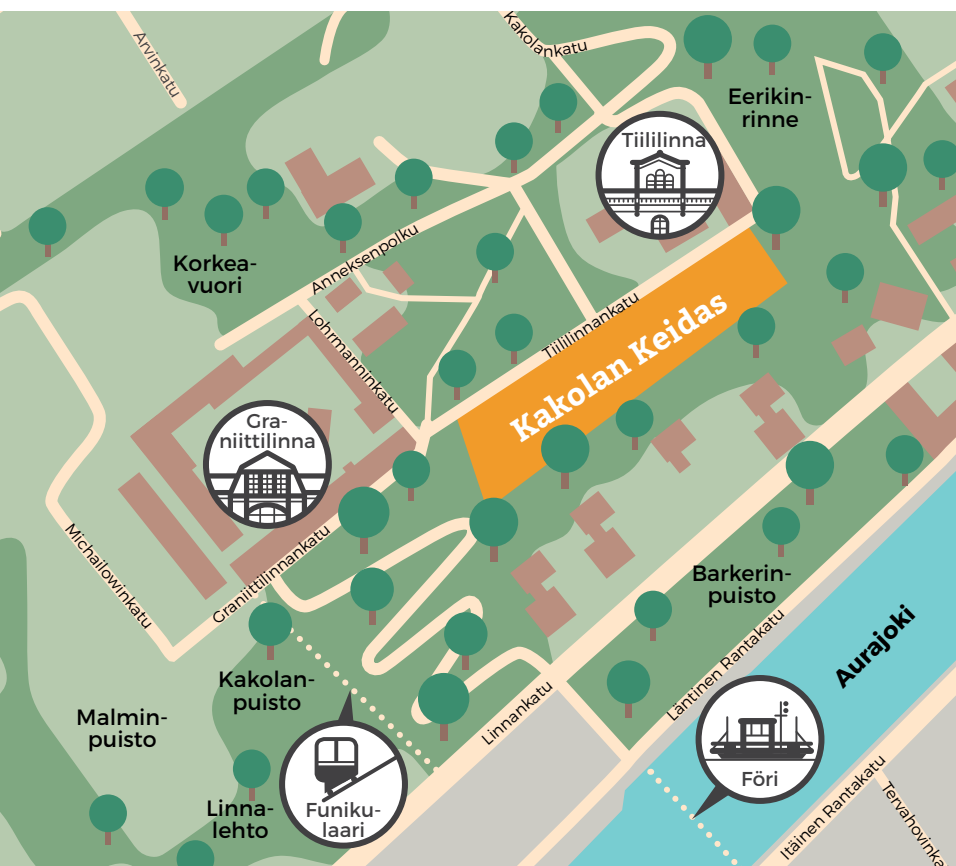 Kakolankatu
Arvinkatu
Eerikin-
rinne
Tiililinna
Korkea-
vuori
Anneksenpolku
Lohrmanninkatu
Tiililinnankatu
Kakolan Keidas
Gra-
niittilinna
Michailowinkatu
Graniittilinnankatu
Barkerin-
puisto
Aurajoki
Läntinen Rantakatu
Kakolan-
puisto
Linnankatu
Malmin-
puisto
Funiku-
laari
Föri
Linna-
lehto
Itäinen Rantakatu
Tervahovinka